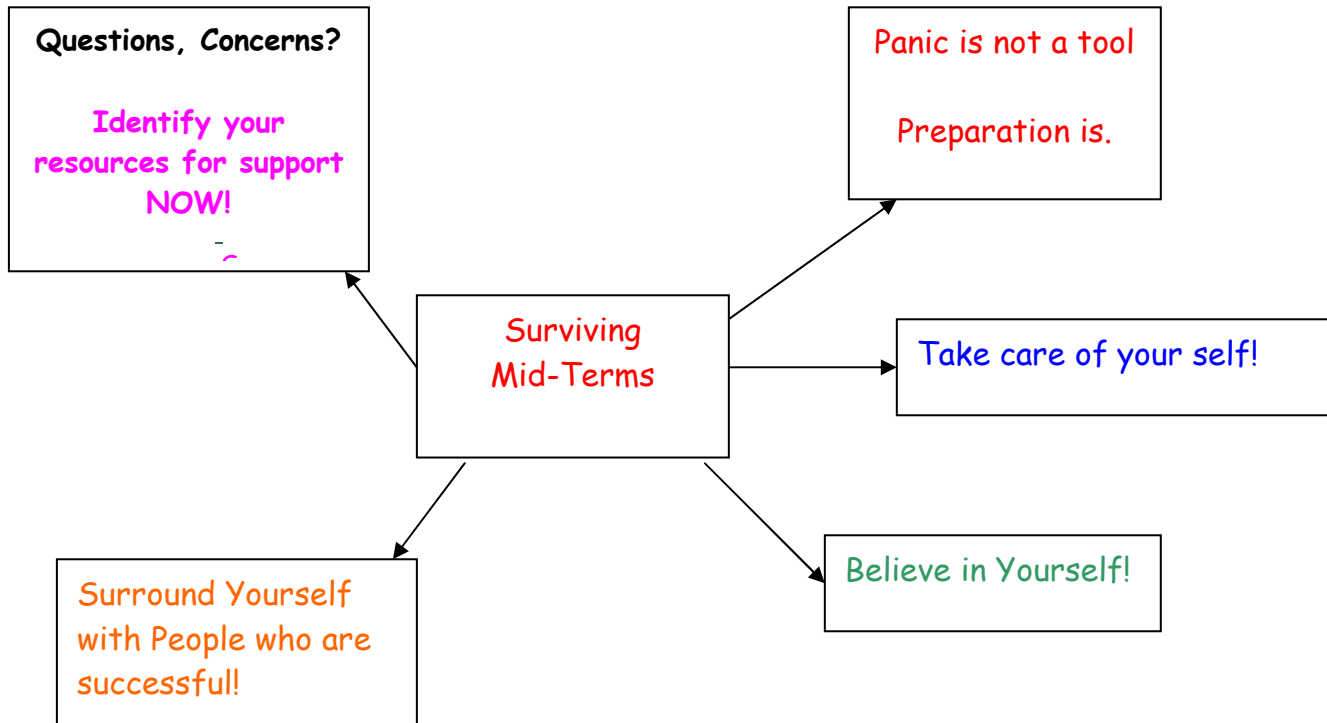 Questions, Concerns?
Identify your
resources for support
NOW!
Panic is not a tool
Preparation is.
Surviving
Mid-Terms
Take care of your self!
Believe in Yourself!
Surround Yourself
with People who are
successful!